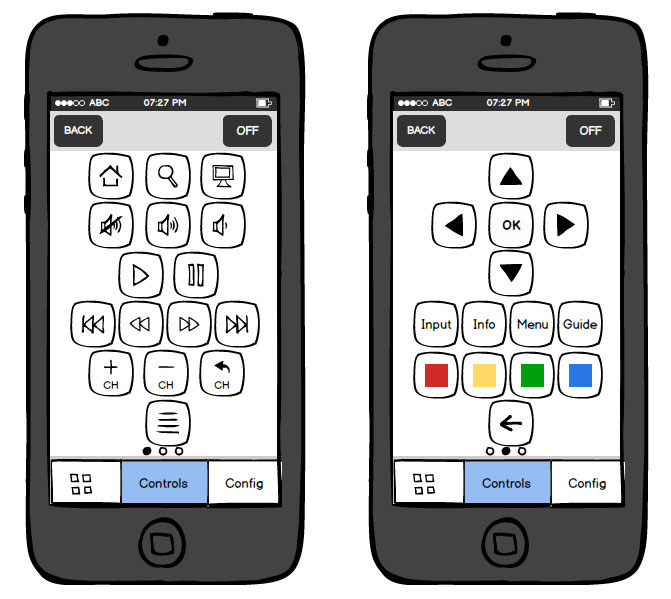 ABC 07:27 PM
BACK OFF
CH CH CH
Controls Config
ABC 07:27 PM
BACK OFF
OK
Input Info Menu Guide
Controls Config